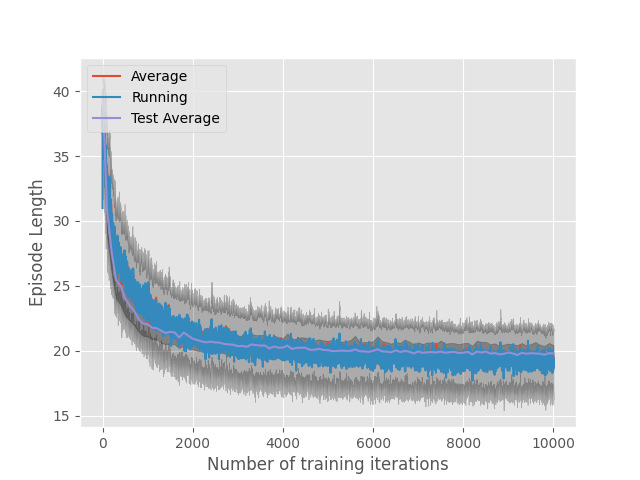 Average
Running
Test Average
40
35
30
25
20
15
Episode Length
0 2000 4000 6000 8000 10000
Number of training iterations